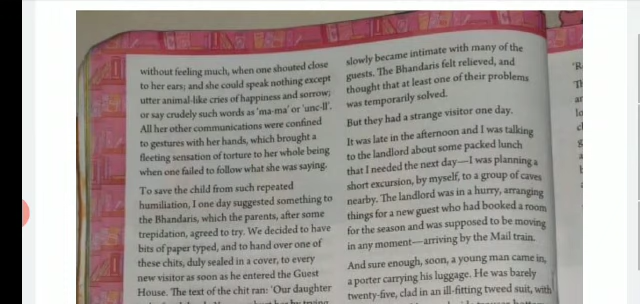 without feeling much, when one shouted close
to her ears; and she could speak nothing except
utter animal-like cries of happiness and sorrow;
or say crudely such words as 'ma-ma' or 'unc-ll'.
All her other communications were confined
to gestures with her hands, which brought a
fleeting sensation of torture to her whole being
when one failed to follow what she was saying.
To save the child from such repeated
humiliation, I one day suggested something to
the Bhandaris, which the parents, after some
trepidation, agreed to try. We decided to have
bits of paper typed, and to hand over one of
these chits, duly sealed in a cover, to every
new visitor as soon as he entered the Guest
House. The text of the chit ran: 'Our daughter
slowly became intimate with many of the
guests. The Bhandaris felt relieved, and
thought that at least one of their problems
was temporarily solved.
But they had a strange visitor one day.
It was late in the afternoon and I was talking
to the landlord about some packed lunch
that I needed the next day—I was planning a
short excursion, by myself, to a group of caves
nearby. The landlord was in a hurry, arranging
things for a new guest who had booked a room
for the season and was supposed to be moving
in any moment—arriving by the Mail train.
And sure enough, soon, a young man came in,
a porter carrying his luggage. He was barely
twenty-five, clad in an ill-fitting tweed suit, with